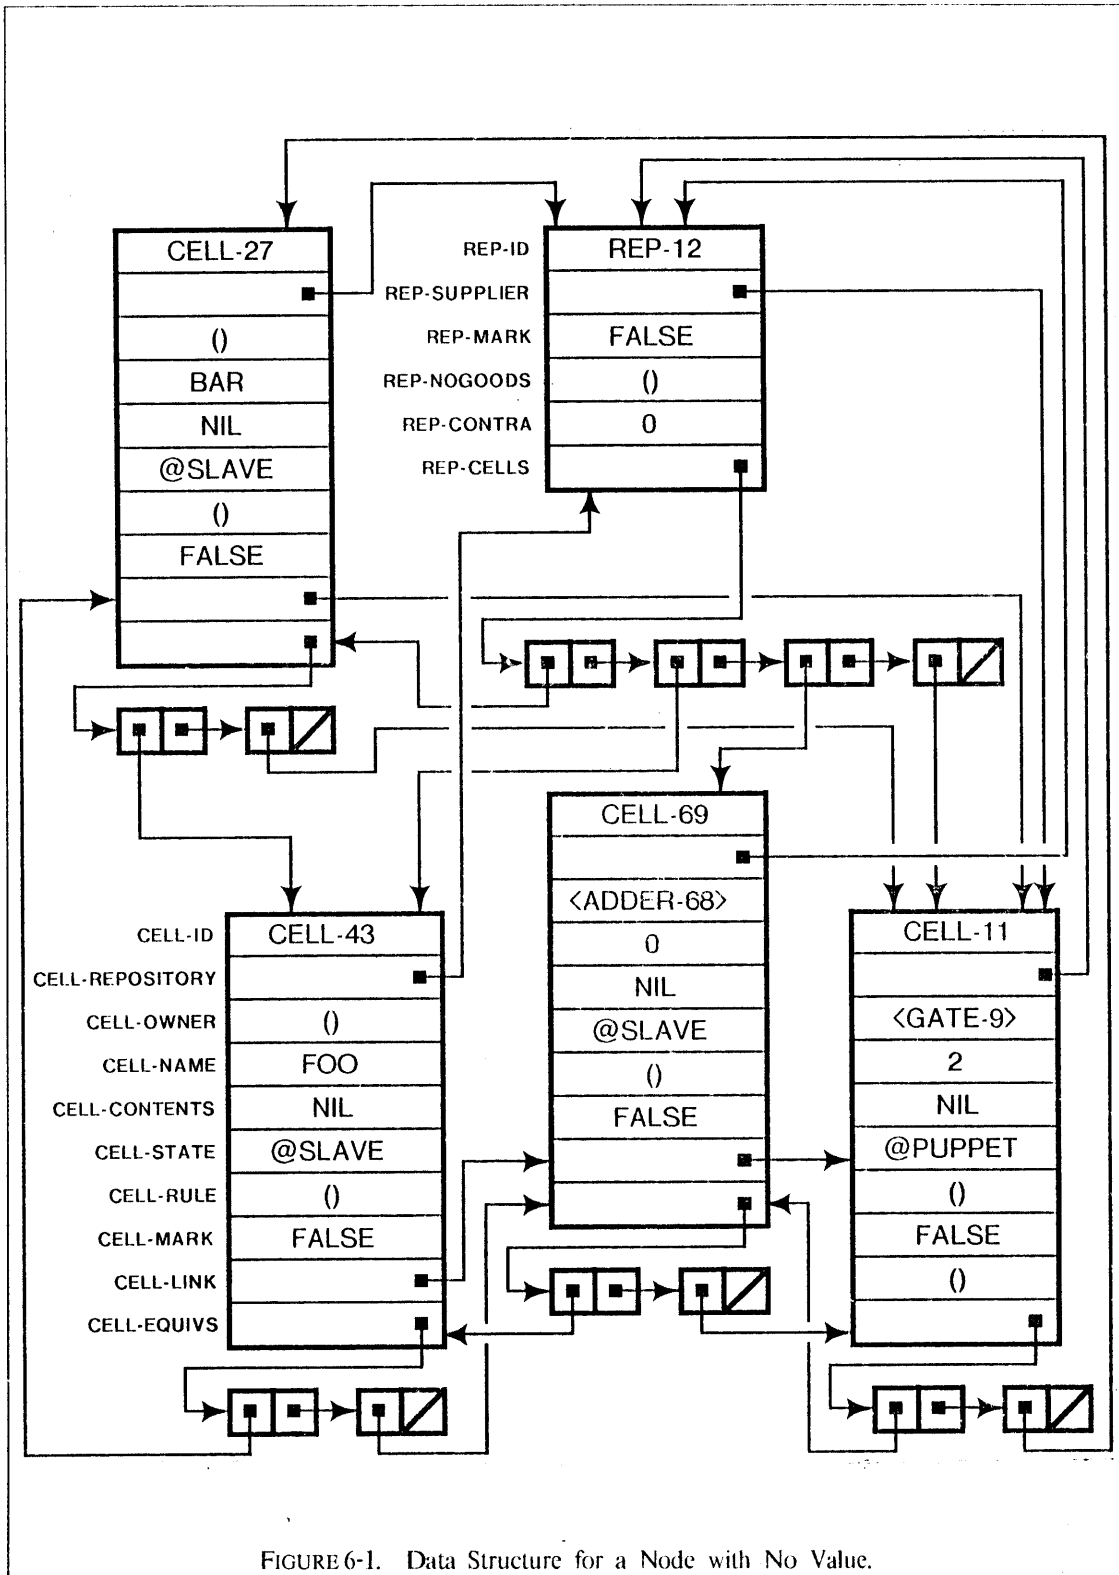 CELL-27
()
BAR
NIL
@SLAVE
()
FALSE
REP-ID REP-12
REP-SUPPLIER
REP-MARK FALSE
REP-NOGOODS ()
REP-CONTRA 0
REP-CELLS
CELL-69
<ADDER-68>
0
NIL
@SLAVE
()
FALSE
CELL-ID CELL-43
CELL-REPOSITORY
CELL-OWNER ()
CELL-NAME FOO
CELL-CONTENTS NIL
CELL-STATE @SLAVE
CELL-RULE ()
CELL-MARK FALSE
CELL-LINK
CELL-EQUIVS
CELL-11
<GATE-9>
2
NIL
@PUPPET
()
FALSE
()
FIGURE 6-1. Data Structure for a Node with No Value.